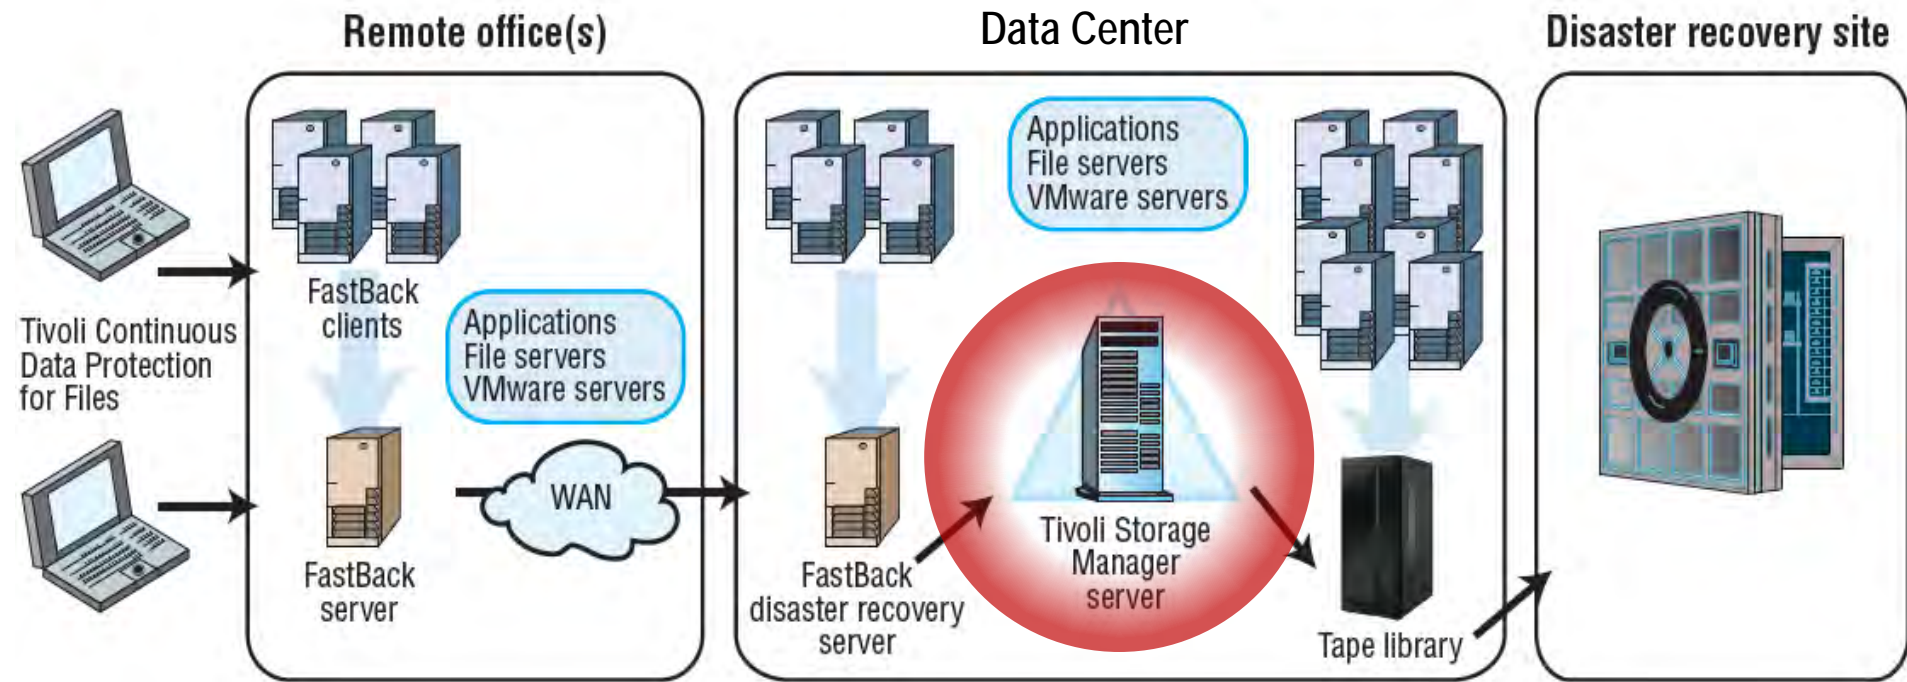 Remote office(s)
Data Center
Disaster recovery site
Tivoli Continuous
Data Protection
for Files
FastBack
clients
Applications
File servers
VMware servers
WAN
FastBack
server
Applications
File servers
VMware servers
FastBack
disaster recovery
server
Tivoli Storage
Manager
server
Tape library